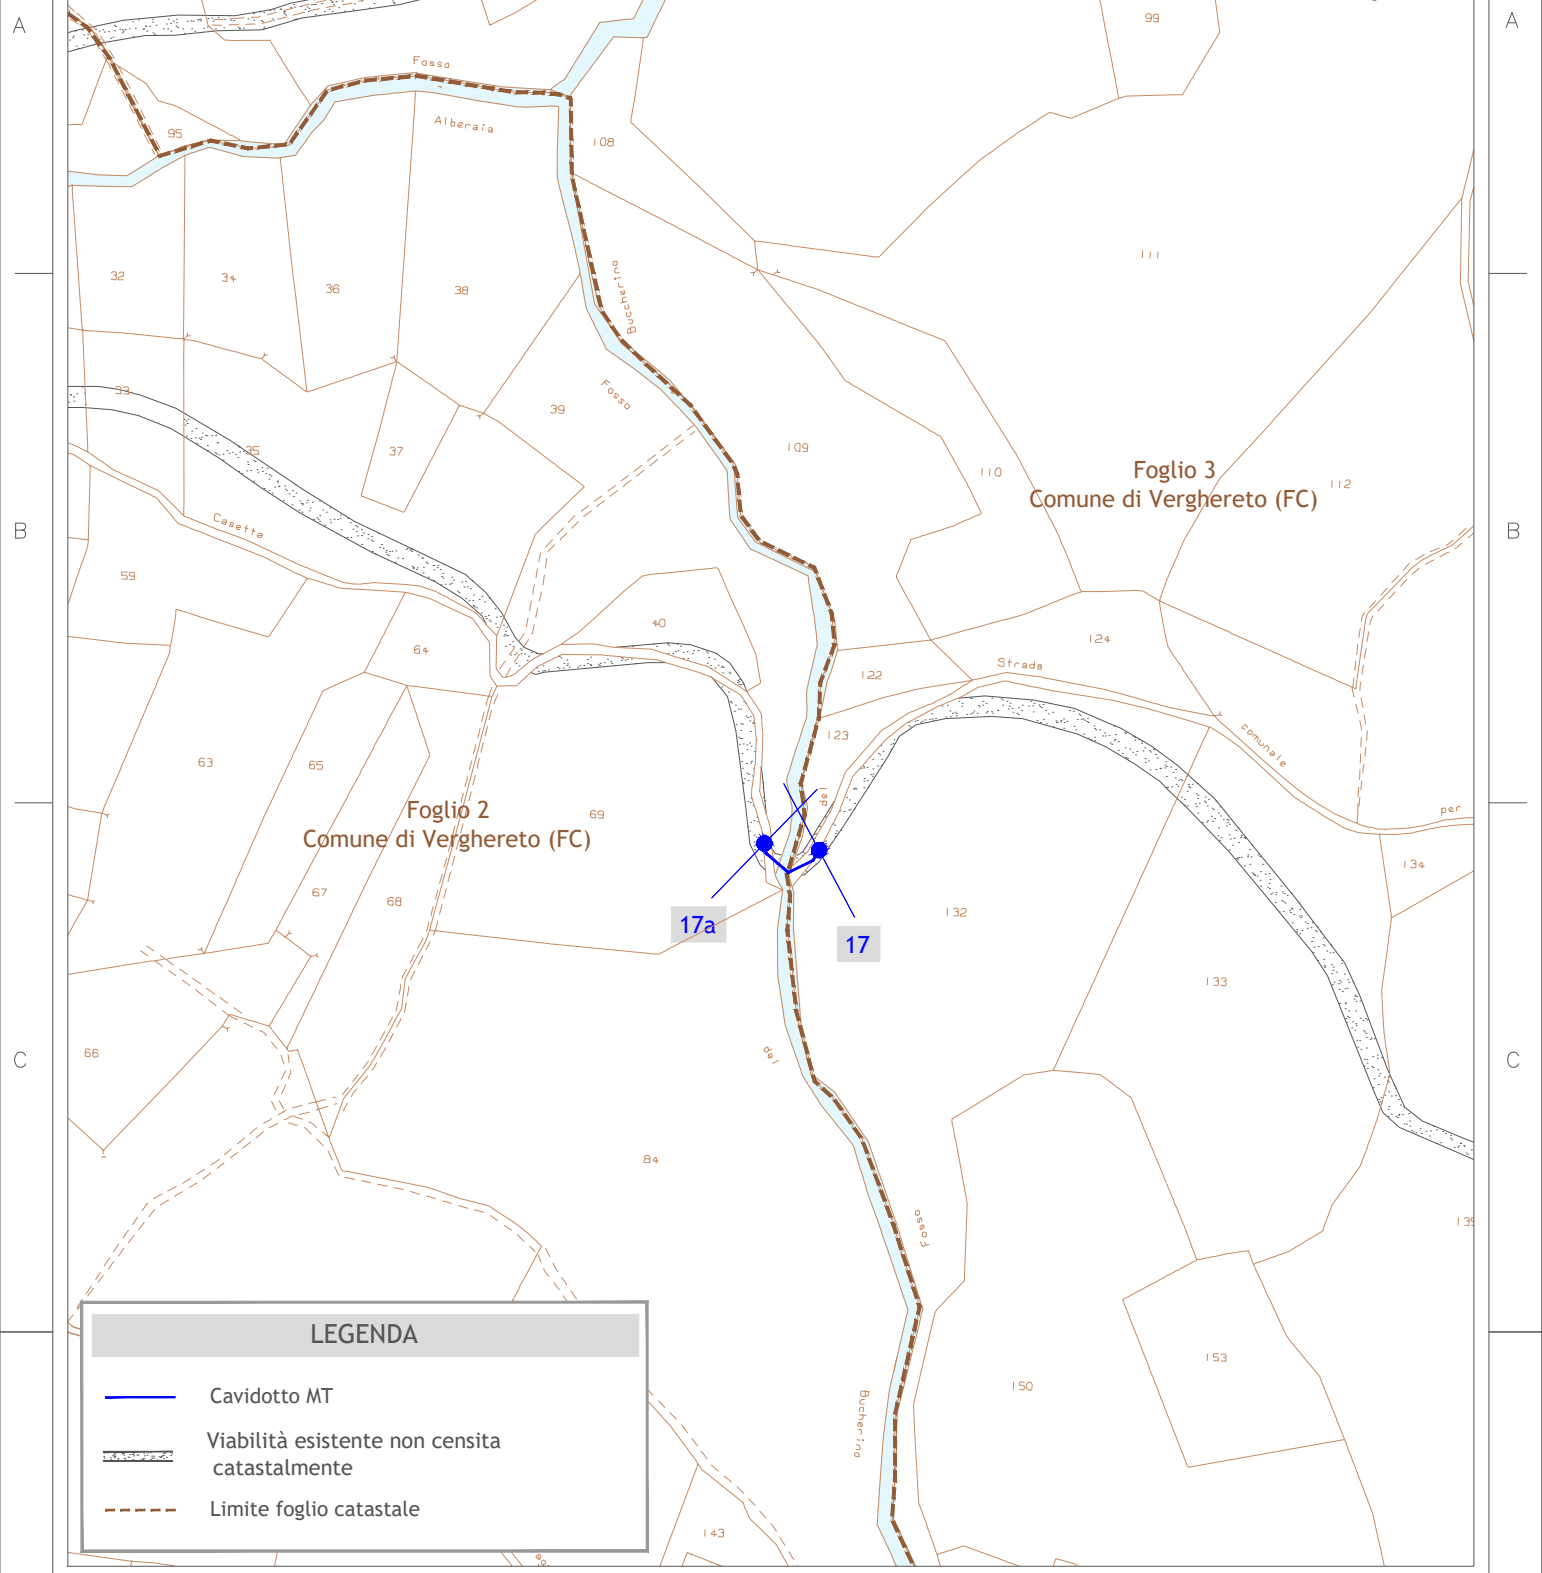 A
A
99
Fosso
Alberaia
95
108
111
32
34
36
38
Buccherino
33
39
Fosso
35
37
109
110
Foglio 3
Comune di Verghereto (FC)
112
B
B
Casetta
59
40
64
124
Strada
122
123
comunale
63
65
del
per
Foglio 2
Comune di Verghereto (FC)
69
134
67
68
17a
17
132
133
C
C
66
del
84
Fosso
135
153
150
Bucherino
143
LEGENDA
Cavidotto MT
Viabilità esistente non censita
catastalmente
Limite foglio catastale